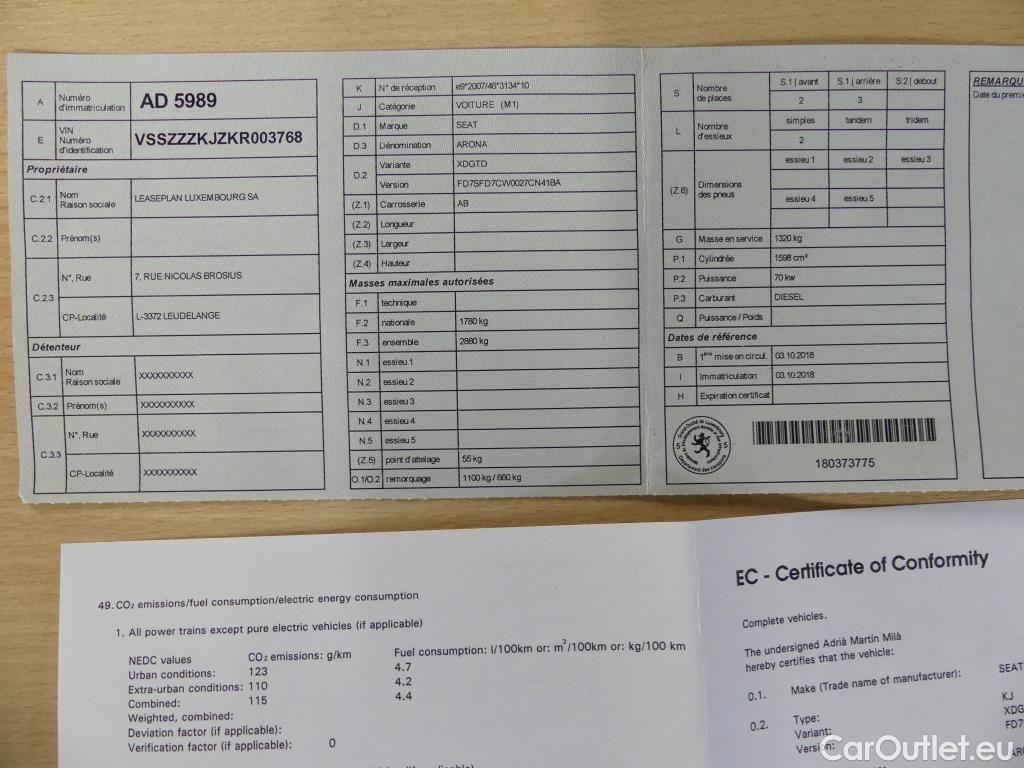 A Numéro d'immatriculation AD 5989
E VIN Numéro d'identification VSSZZZKJZKR003768
Propriétaire
C.2.1 Nom Raison sociale LEASEPLAN LUXEMBOURG SA
C.2.2 Prénom(s)
C.2.3 N°, Rue 7, RUE NICOLAS BROSIUS
CP-Localité L-3372 LEUDELANGE
Détenteur
C.3.1 Nom Raison sociale XXXXXXXXXX
C.3.2 Prénom(s) XXXXXXXXXX
C.3.3 N°, Rue XXXXXXXXXX
CP-Localité XXXXXXXXXX
K N° de réception e9*2007/46*3134*10
J Catégorie VOITURE (M1)
D.1 Marque SEAT
D.3 Dénomination ARONA
D.2 Variante XDGTD
Version FD7SFD7CW0027CN41BA
(Z.1) Carrosserie AB
(Z.2) Longueur
(Z.3) Largeur
(Z.4) Hauteur
Masses maximales autorisées
F.1 technique
F.2 nationale 1780 kg
F.3 ensemble 2880 kg
N.1 essieu 1
N.2 essieu 2
N.3 essieu 3
N.4 essieu 4
N.5 essieu 5
(Z.5) point d'attelage 55 kg
O.1/O.2 remorquage 1100 kg / 660 kg
S Nombre de places S.1 | avant S.1 | arrière S.2 | debout
2 3
L Nombre d'essieux simples tandem tridem
2
(Z.6) Dimensions des pneus essieu 1 essieu 2 essieu 3
essieu 4 essieu 5
G Masse en service 1320 kg
P.1 Cylindrée 1598 cm³
P.2 Puissance 70 kw
P.3 Carburant DIESEL
Q Puissance / Poids
Dates de référence
B 1ère mise en circul. 03.10.2018
I Immatriculation 03.10.2018
H Expiration certificat
5 5
180373775
REMARQU
Date du premie
49. CO₂ emissions/fuel consumption/electric energy consumption
1. All power trains except pure electric vehicles (if applicable)
NEDC values CO₂ emissions: g/km Fuel consumption: l/100km or: m³/100km or: kg/100 km
Urban conditions: 123 4.7
Extra-urban conditions: 110 4.2
Combined: 115 4.4
Weighted, combined:
Deviation factor (if applicable):
Verification factor (if applicable): 0
EC - Certificate of Conformity
Complete vehicles.
The undersigned Adrià Martín Milà
hereby certifies that the vehicle:
0.1. Make (Trade name of manufacturer): SEAT
0.2. Type: KJ
Variant: XDG
Version: FD7
CarOutlet.eu